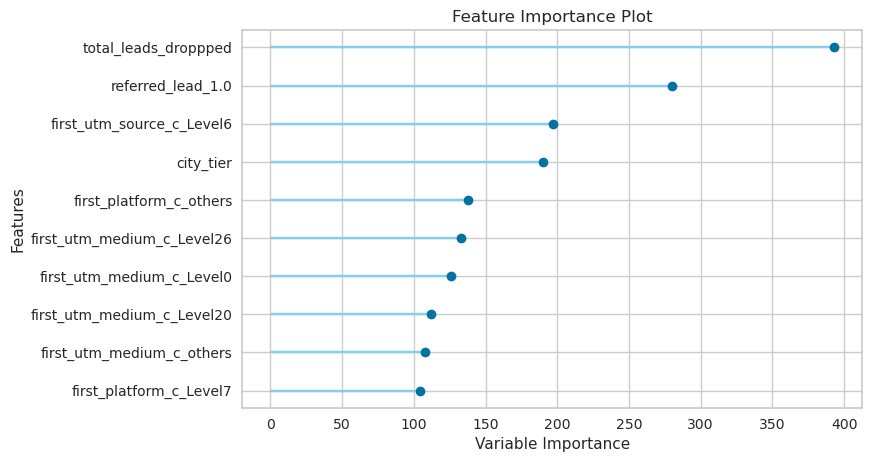 Feature Importance Plot
Features
total_leads_droppped
referred_lead_1.0
first_utm_source_c_Level6
city_tier
first_platform_c_others
first_utm_medium_c_Level26
first_utm_medium_c_Level0
first_utm_medium_c_Level20
first_utm_medium_c_others
first_platform_c_Level7
0 50 100 150 200 250 300 350 400
Variable Importance